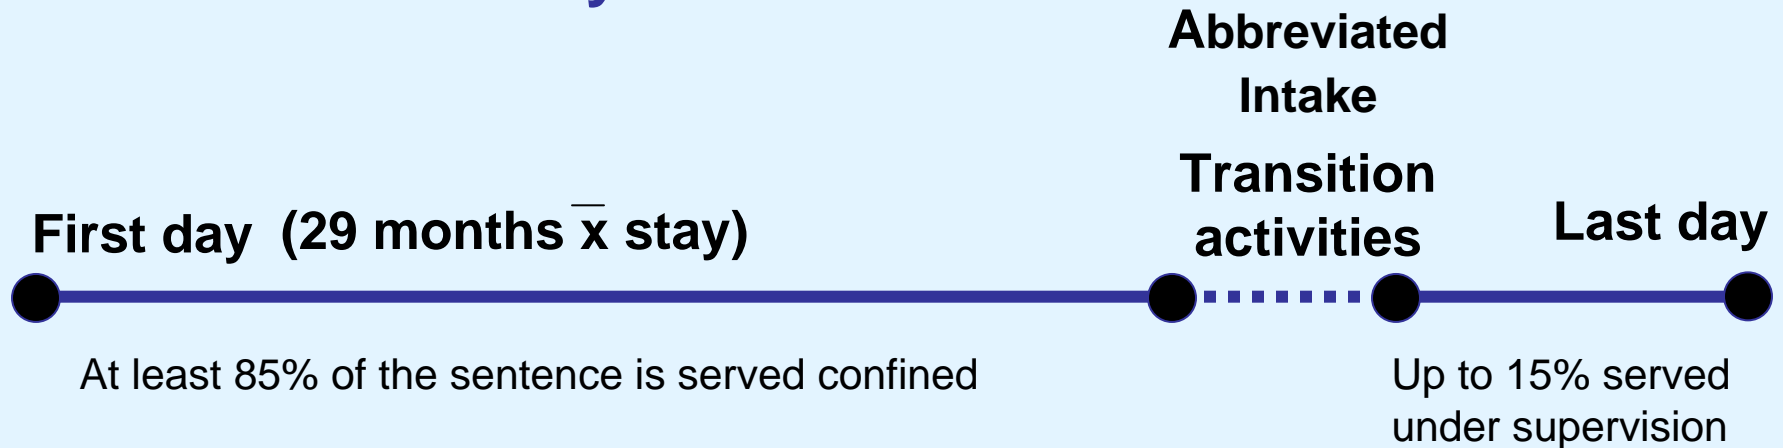 Abbreviated
Intake
Transition
activities
First day (29 months x̅ stay)
Last day
At least 85% of the sentence is served confined
Up to 15% served
under supervision